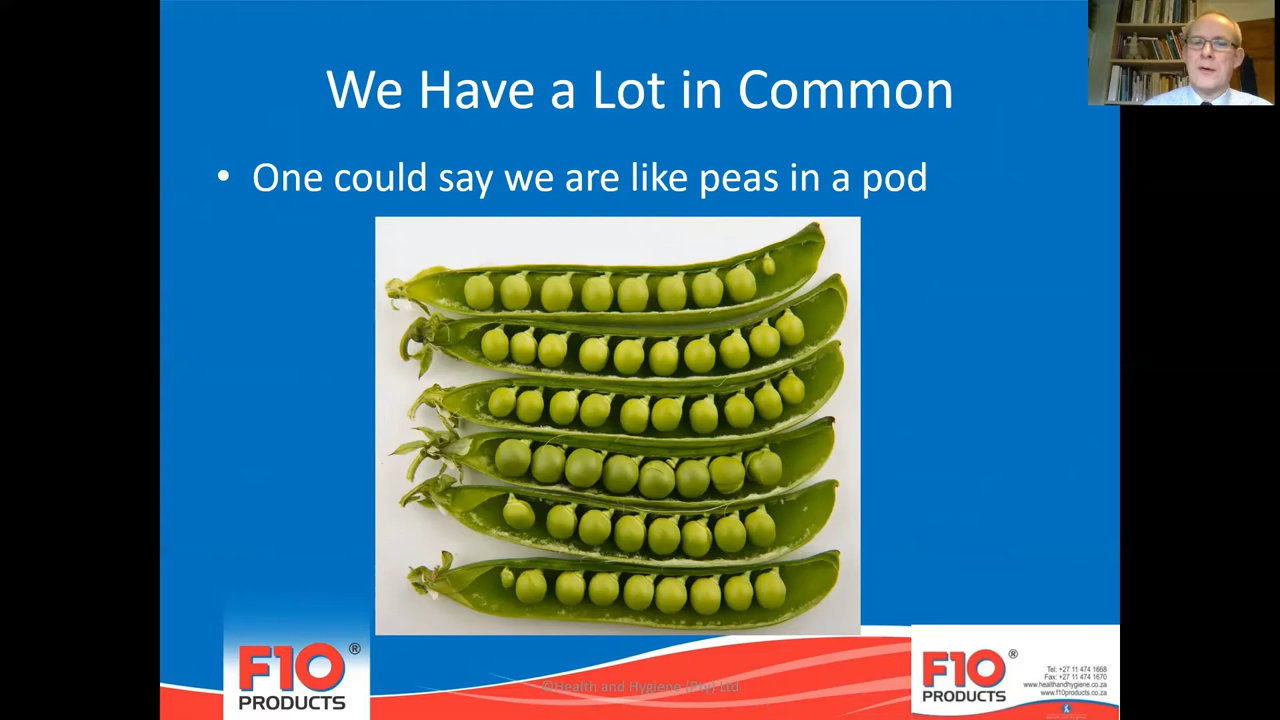 We Have a Lot in Common
• One could say we are like peas in a pod
F10®
PRODUCTS
©Health and Hygiene (Pty) Ltd
F10®
PRODUCTS
Tel: +27 11 474 1668
Fax: +27 11 474 1670
www.healthandhygiene.co.za
www.f10products.co.za